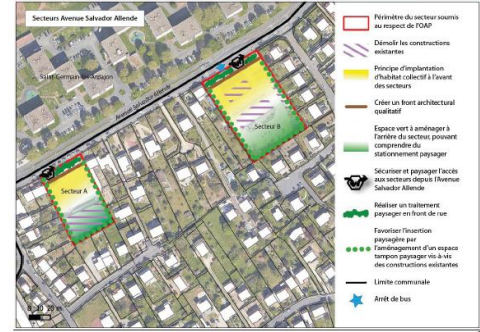 Secteurs Avenue Salvador Allende
Saint-Germain-lès-Arpajon
Avenue Salvador Allende
Secteur B
Secteur A
0 10 20 m
Périmètre du secteur soumis
au respect de l'OAP
Démolir les constructions
existantes
Principe d'implantation
d'habitat collectif à l'avant
des secteurs
Créer un front architectural
qualitatif
Espace vert à aménager à
l'arrière du secteur, pouvant
comprendre du
stationnement paysager
Sécuriser et paysager l'accès
aux secteurs depuis l'Avenue
Salvador Allende
Réaliser un traitement
paysager en front de rue
Favoriser l'insertion
paysagère par
l'aménagement d'un espace
tampon paysager vis-à-vis
des constructions existantes
Limite communale
Arrêt de bus